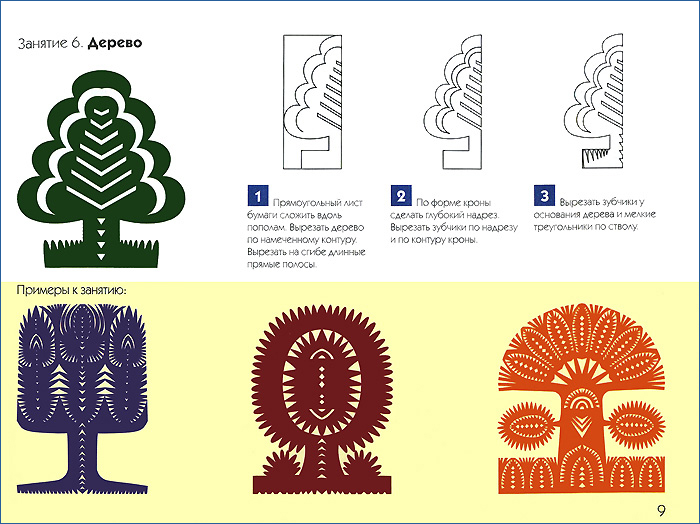 Занятие 6. Дерево
1 Прямоугольный лист
бумаги сложить вдоль
пополам. Вырезать дерево
по намеченному контуру.
Вырезать на сгибе длинные
прямые полосы.
2 По форме кроны
сделать глубокий надрез.
Вырезать зубчики по надрезу
и по контуру кроны.
3 Вырезать зубчики у
основания дерева и мелкие
треугольники по стволу.
Примеры к занятию:
9